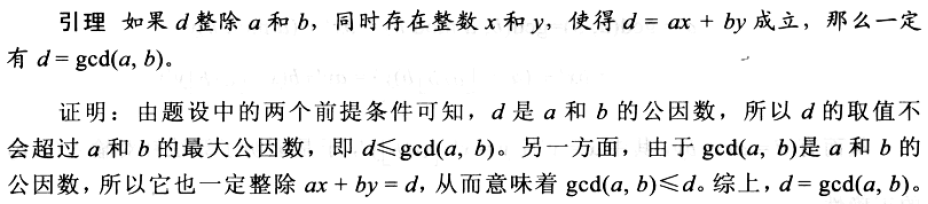 引理 如果 d 整除 a 和 b，同时存在整数 x 和 y，使得 d = ax + by 成立，那么一定
有 d = gcd(a, b)。
证明：由题设中的两个前提条件可知，d 是 a 和 b 的公因数，所以 d 的取值不
会超过 a 和 b 的最大公因数，即 d≤gcd(a, b)。另一方面，由于 gcd(a, b)是 a 和 b 的
公因数，所以它也一定整除 ax + by = d，从而意味着 gcd(a, b)≤d。综上，d = gcd(a, b)。